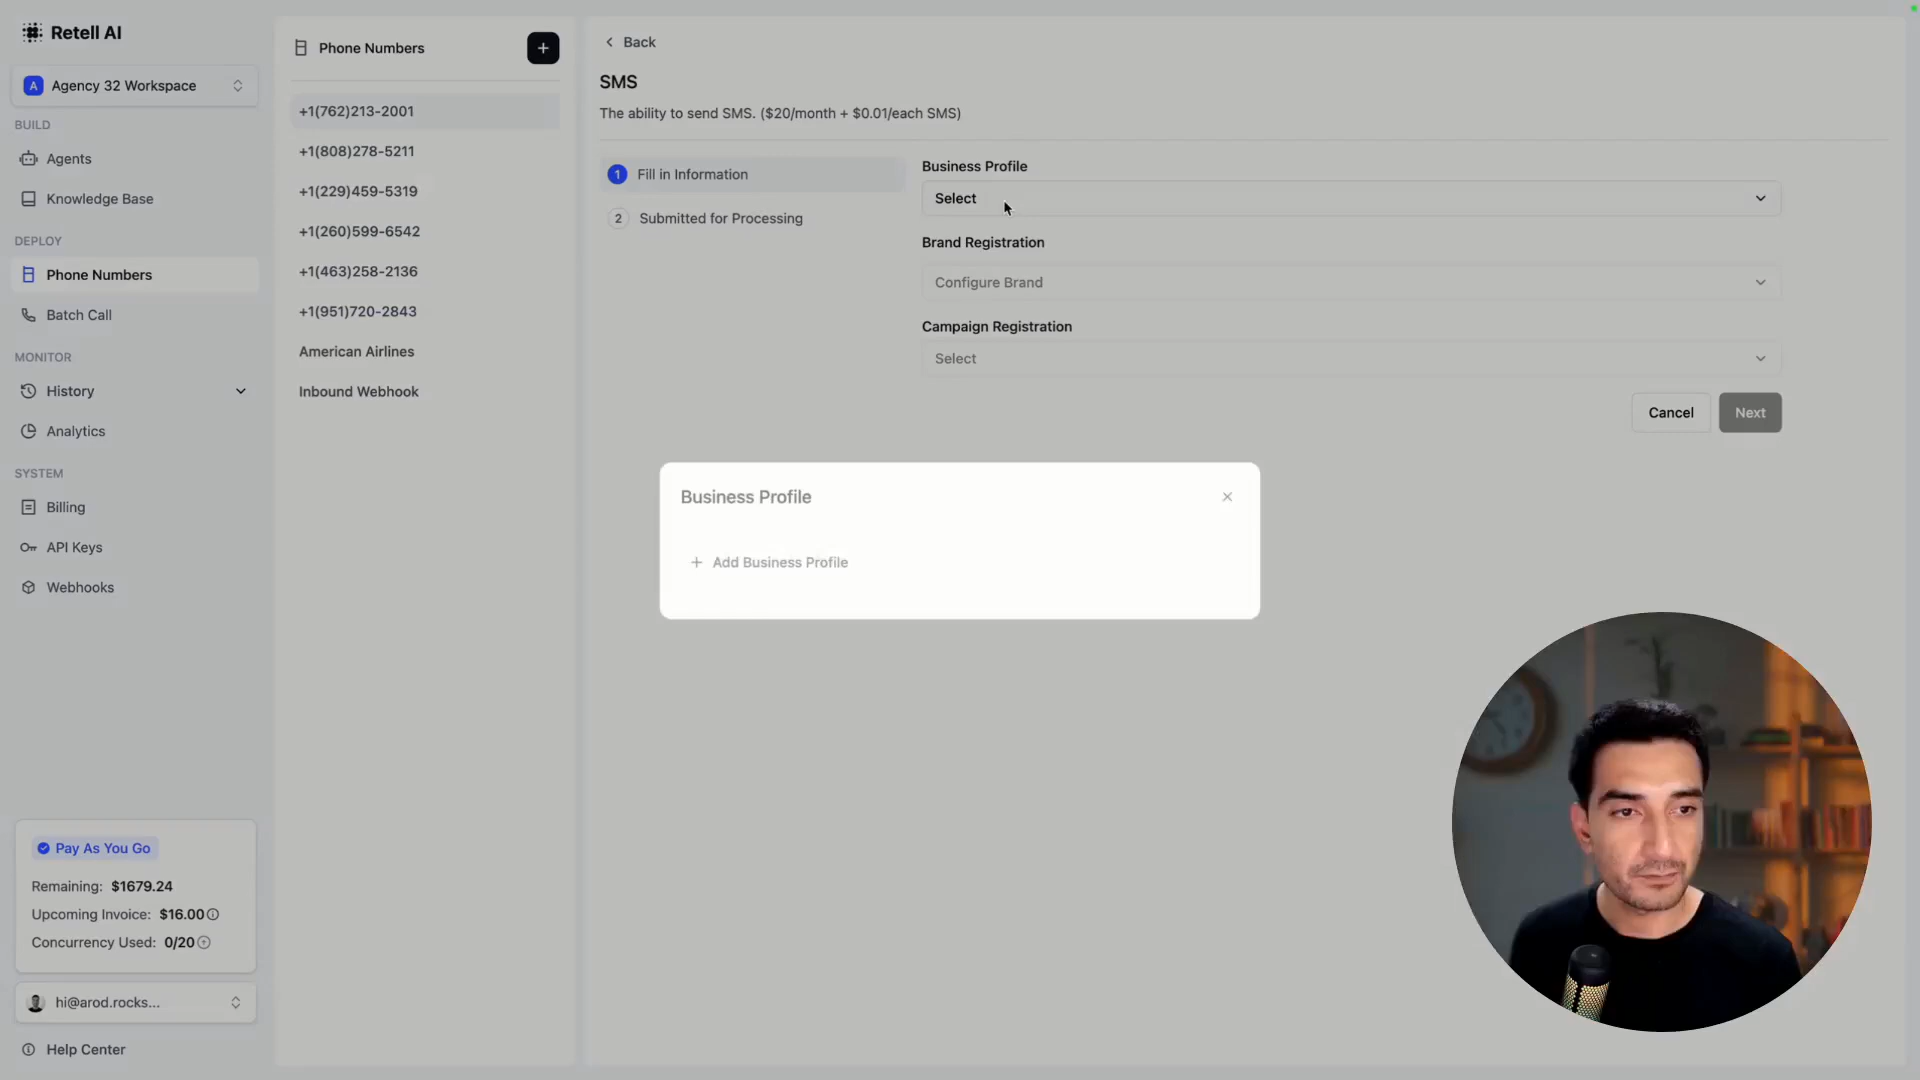 Retell AI
A Agency 32 Workspace
BUILD
Agents
Knowledge Base
DEPLOY
Phone Numbers
Batch Call
MONITOR
History
Analytics
SYSTEM
Billing
API Keys
Webhooks
Pay As You Go
Remaining: $1679.24
Upcoming Invoice: $16.00
Concurrency Used: 0/20
hi@arod.rocks...
Help Center
Phone Numbers
+
+1(762)213-2001
+1(808)278-5211
+1(229)459-5319
+1(260)599-6542
+1(463)258-2136
+1(951)720-2843
American Airlines
Inbound Webhook
Back
SMS
The ability to send SMS. ($20/month + $0.01/each SMS)
1 Fill in Information
2 Submitted for Processing
Business Profile
Select
Brand Registration
Configure Brand
Campaign Registration
Select
Cancel
Next
Business Profile
+ Add Business Profile